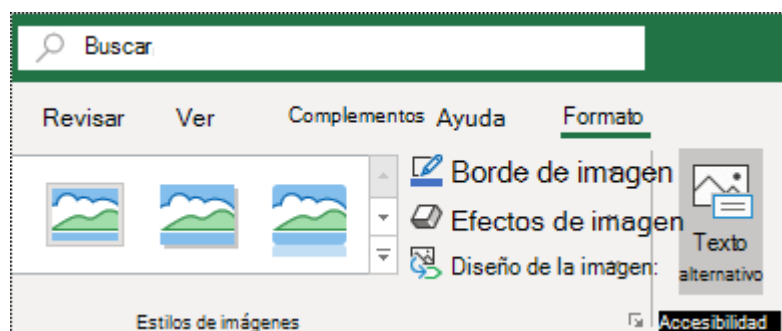 Buscar
Revisar Ver Complementos Ayuda Formato
Borde de imagen
Efectos de imagen
Diseño de la imagen:
Texto
alternativo
Estilos de imágenes
Accesibilidad